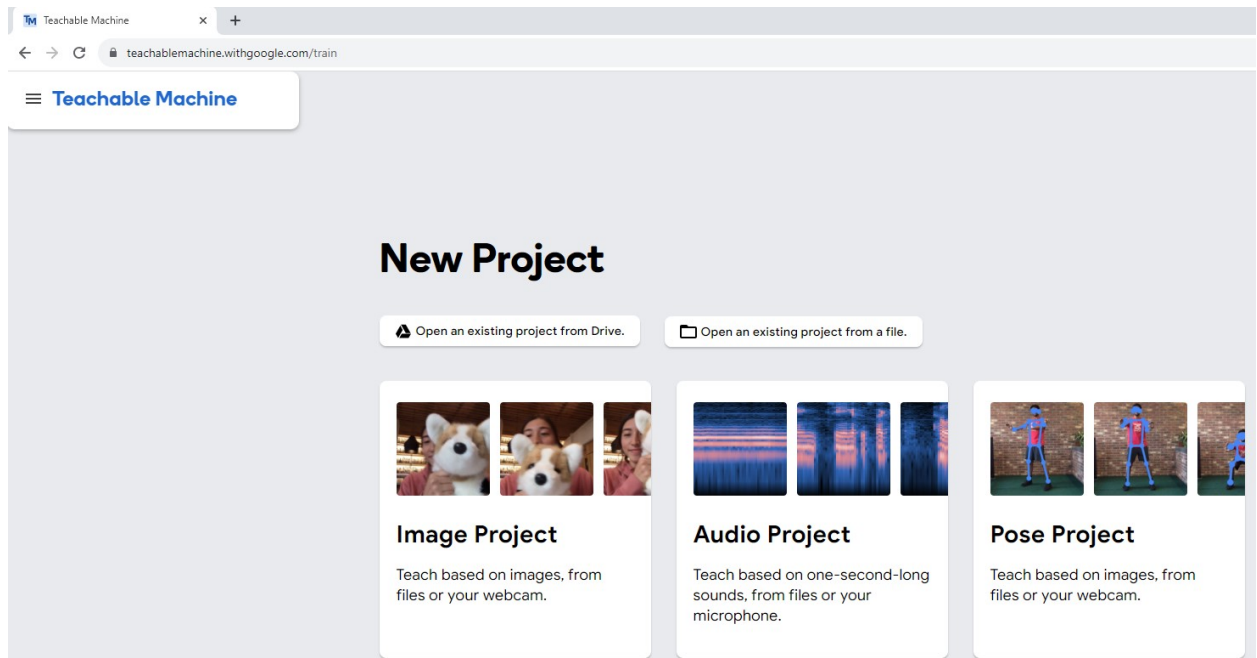 Teachable Machine
teachablemachine.withgoogle.com/train
Teachable Machine
New Project
Open an existing project from Drive.
Open an existing project from a file.
Image Project
Teach based on images, from
files or your webcam.
Audio Project
Teach based on one-second-long
sounds, from files or your
microphone.
Pose Project
Teach based on images, from
files or your webcam.